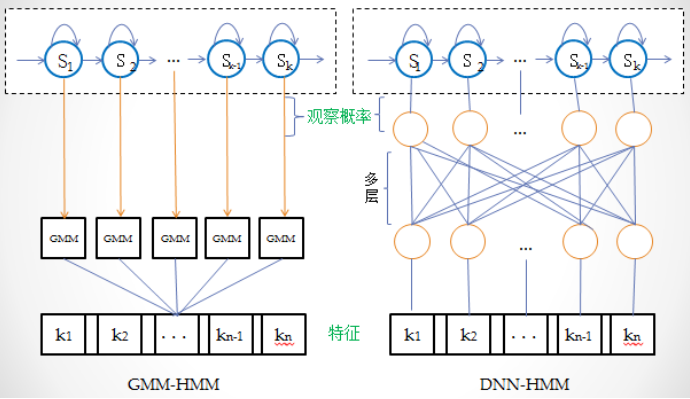 S1 S2 ... Sk-1 Sk
S1 S2 ... Sk-1 Sk
观察概率
...
多层
GMM GMM GMM GMM GMM
...
k1 k2 ... kn-1 kn
特征
k1 k2 ... kn-1 kn
GMM-HMM
DNN-HMM